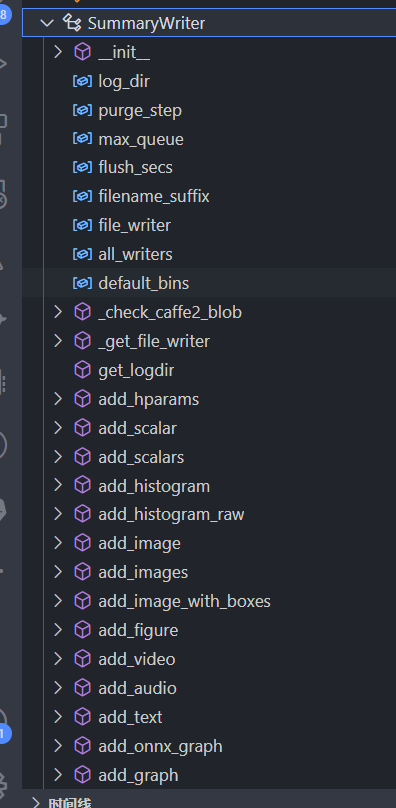 8
SummaryWriter
__init__
log_dir
purge_step
max_queue
flush_secs
filename_suffix
file_writer
all_writers
default_bins
_check_caffe2_blob
_get_file_writer
get_logdir
add_hparams
add_scalar
add_scalars
add_histogram
add_histogram_raw
add_image
add_images
add_image_with_boxes
add_figure
add_video
add_audio
add_text
add_onnx_graph
1
add_graph
时间线